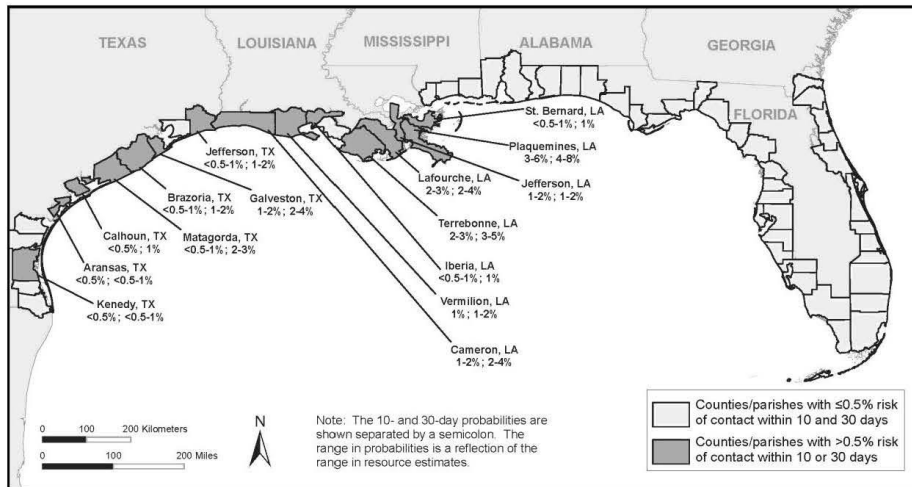 TEXAS
LOUISIANA
MISSISSIPPI
ALABAMA
GEORGIA
FLORIDA
St. Bernard, LA
<0.5-1%; 1%
Plaquemines, LA
3-6%; 4-8%
Jefferson, LA
1-2%; 1-2%
Lafourche, LA
2-3%; 2-4%
Terrebonne, LA
2-3%; 3-5%
Iberia, LA
<0.5-1%; 1%
Vermilion, LA
1%; 1-2%
Cameron, LA
1-2%; 2-4%
Jefferson, TX
<0.5-1%; 1-2%
Galveston, TX
1-2%; 2-4%
Brazoria, TX
<0.5-1%; 1-2%
Matagorda, TX
<0.5-1%; 2-3%
Calhoun, TX
<0.5%; 1%
Aransas, TX
<0.5%; <0.5-1%
Kenedy, TX
<0.5%; <0.5-1%
0 100 200 Kilometers
0 100 200 Miles
N
Note: The 10- and 30-day probabilities are
shown separated by a semicolon. The
range in probabilities is a reflection of the
range in resource estimates.
Counties/parishes with ≤0.5% risk
of contact within 10 and 30 days
Counties/parishes with >0.5% risk
of contact within 10 or 30 days